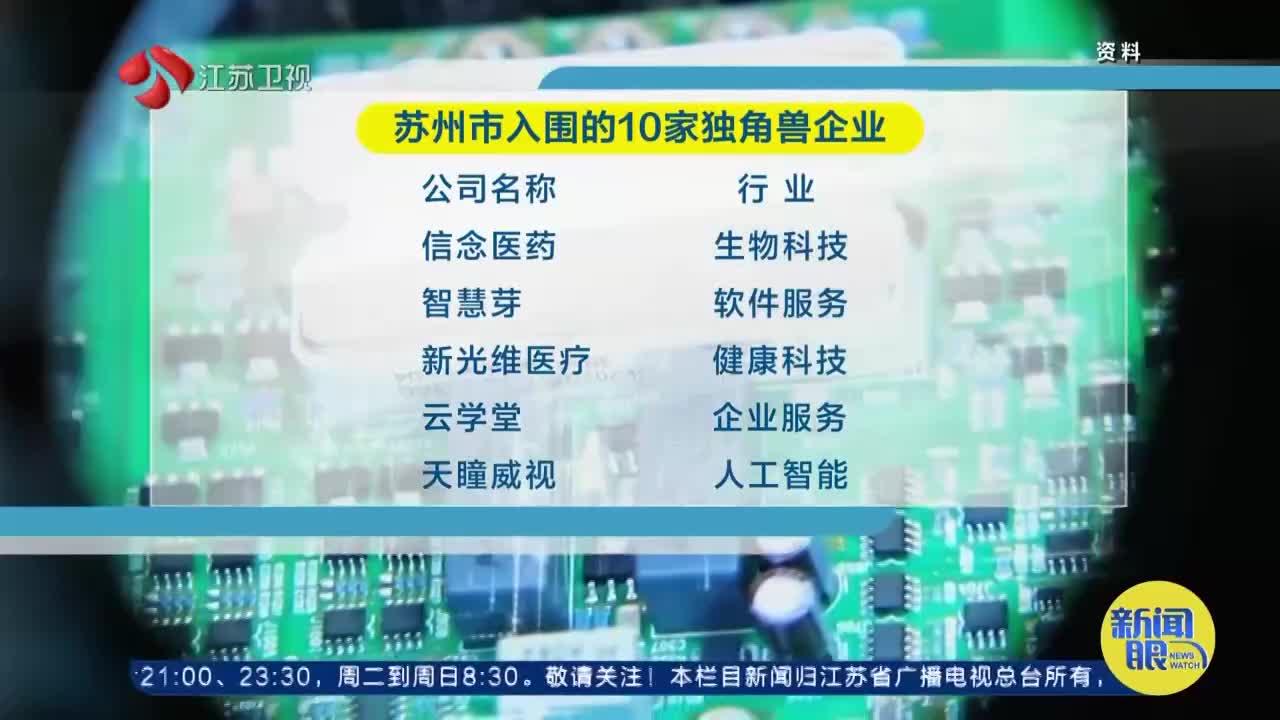 资料
江苏卫视
苏州市入围的10家独角兽企业
公司名称 行业
信念医药 生物科技
智慧芽 软件服务
新光维医疗 健康科技
云学堂 企业服务
天瞳威视 人工智能
新闻眼
NEWS
WATCH
21:00、23:30，周二到周日8:30。敬请关注！本栏目新闻归江苏省广播电视总台所有，